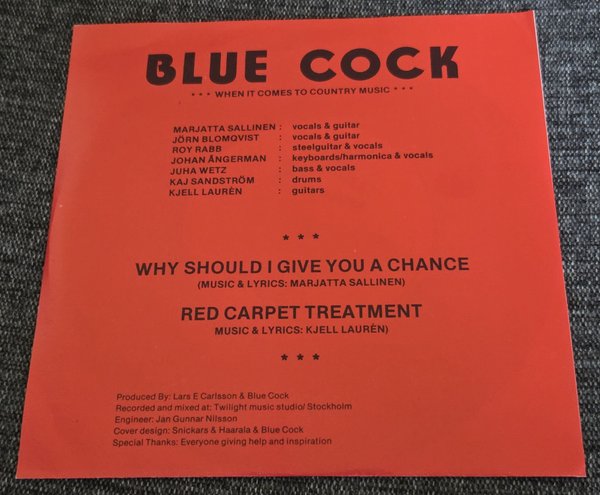 BLUE COCK
*** WHEN IT COMES TO COUNTRY MUSIC ***
MARJATTA SALLINEN : vocals & guitar
JÖRN BLOMQVIST : vocals & guitar
ROY RABB : steelguitar & vocals
JOHAN ÅNGERMAN : keyboards/harmonica & vocals
JUHA WETZ : bass & vocals
KAJ SANDSTRÖM : drums
KJELL LAURÈN : guitars
***
WHY SHOULD I GIVE YOU A CHANCE
(MUSIC & LYRICS: MARJATTA SALLINEN)
RED CARPET TREATMENT
MUSIC & LYRICS: KJELL LAURÈN)
***
Produced By: Lars E Carlsson & Blue Cock
Recorded and mixed at: Twilight music studio/ Stockholm
Engineer: Jan Gunnar Nilsson
Cover design: Snickars & Haarala & Blue Cock
Special Thanks: Everyone giving help and inspiration